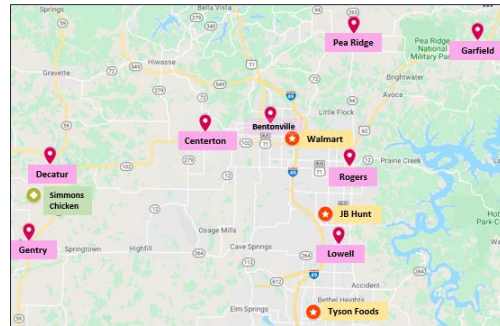 Springs
Bella Vista
Pea Ridge
Pea Ridge
National
Military Park
Garfield
Hiwasse
Gravette
Brightwater
Avoca
Little Flock
Bentonville
Centerton
Walmart
Decatur
Rogers
Prairie Creek
Simmons
Chicken
JB Hunt
Osage Mills
Gentry
Springtown
Highfill
Cave Springs
Lowell
Accident
Elm Springs
Bethel Heights
Tyson Foods